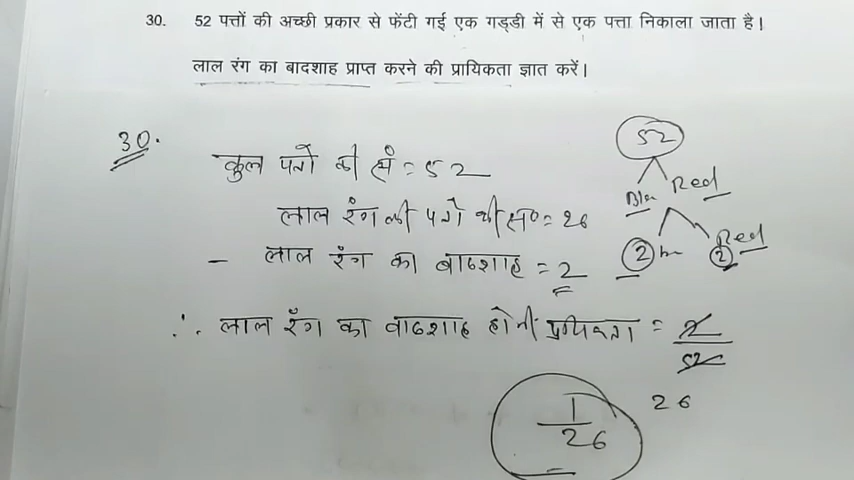 30. 52 पत्तों की अच्छी प्रकार से फेंटी गई एक गड्डी में से एक पत्ता निकाला जाता है।
लाल रंग का बादशाह प्राप्त करने की प्रायिकता ज्ञात करें।
30.
कुल पत्तो की सं = 52
लाल रंग की पत्तो की सं० = 26
- लाल रंग का बादशाह = 2
∴ लाल रंग का बादशाह होने की = 2/52
26
1/26
52
Red
2 Red
2